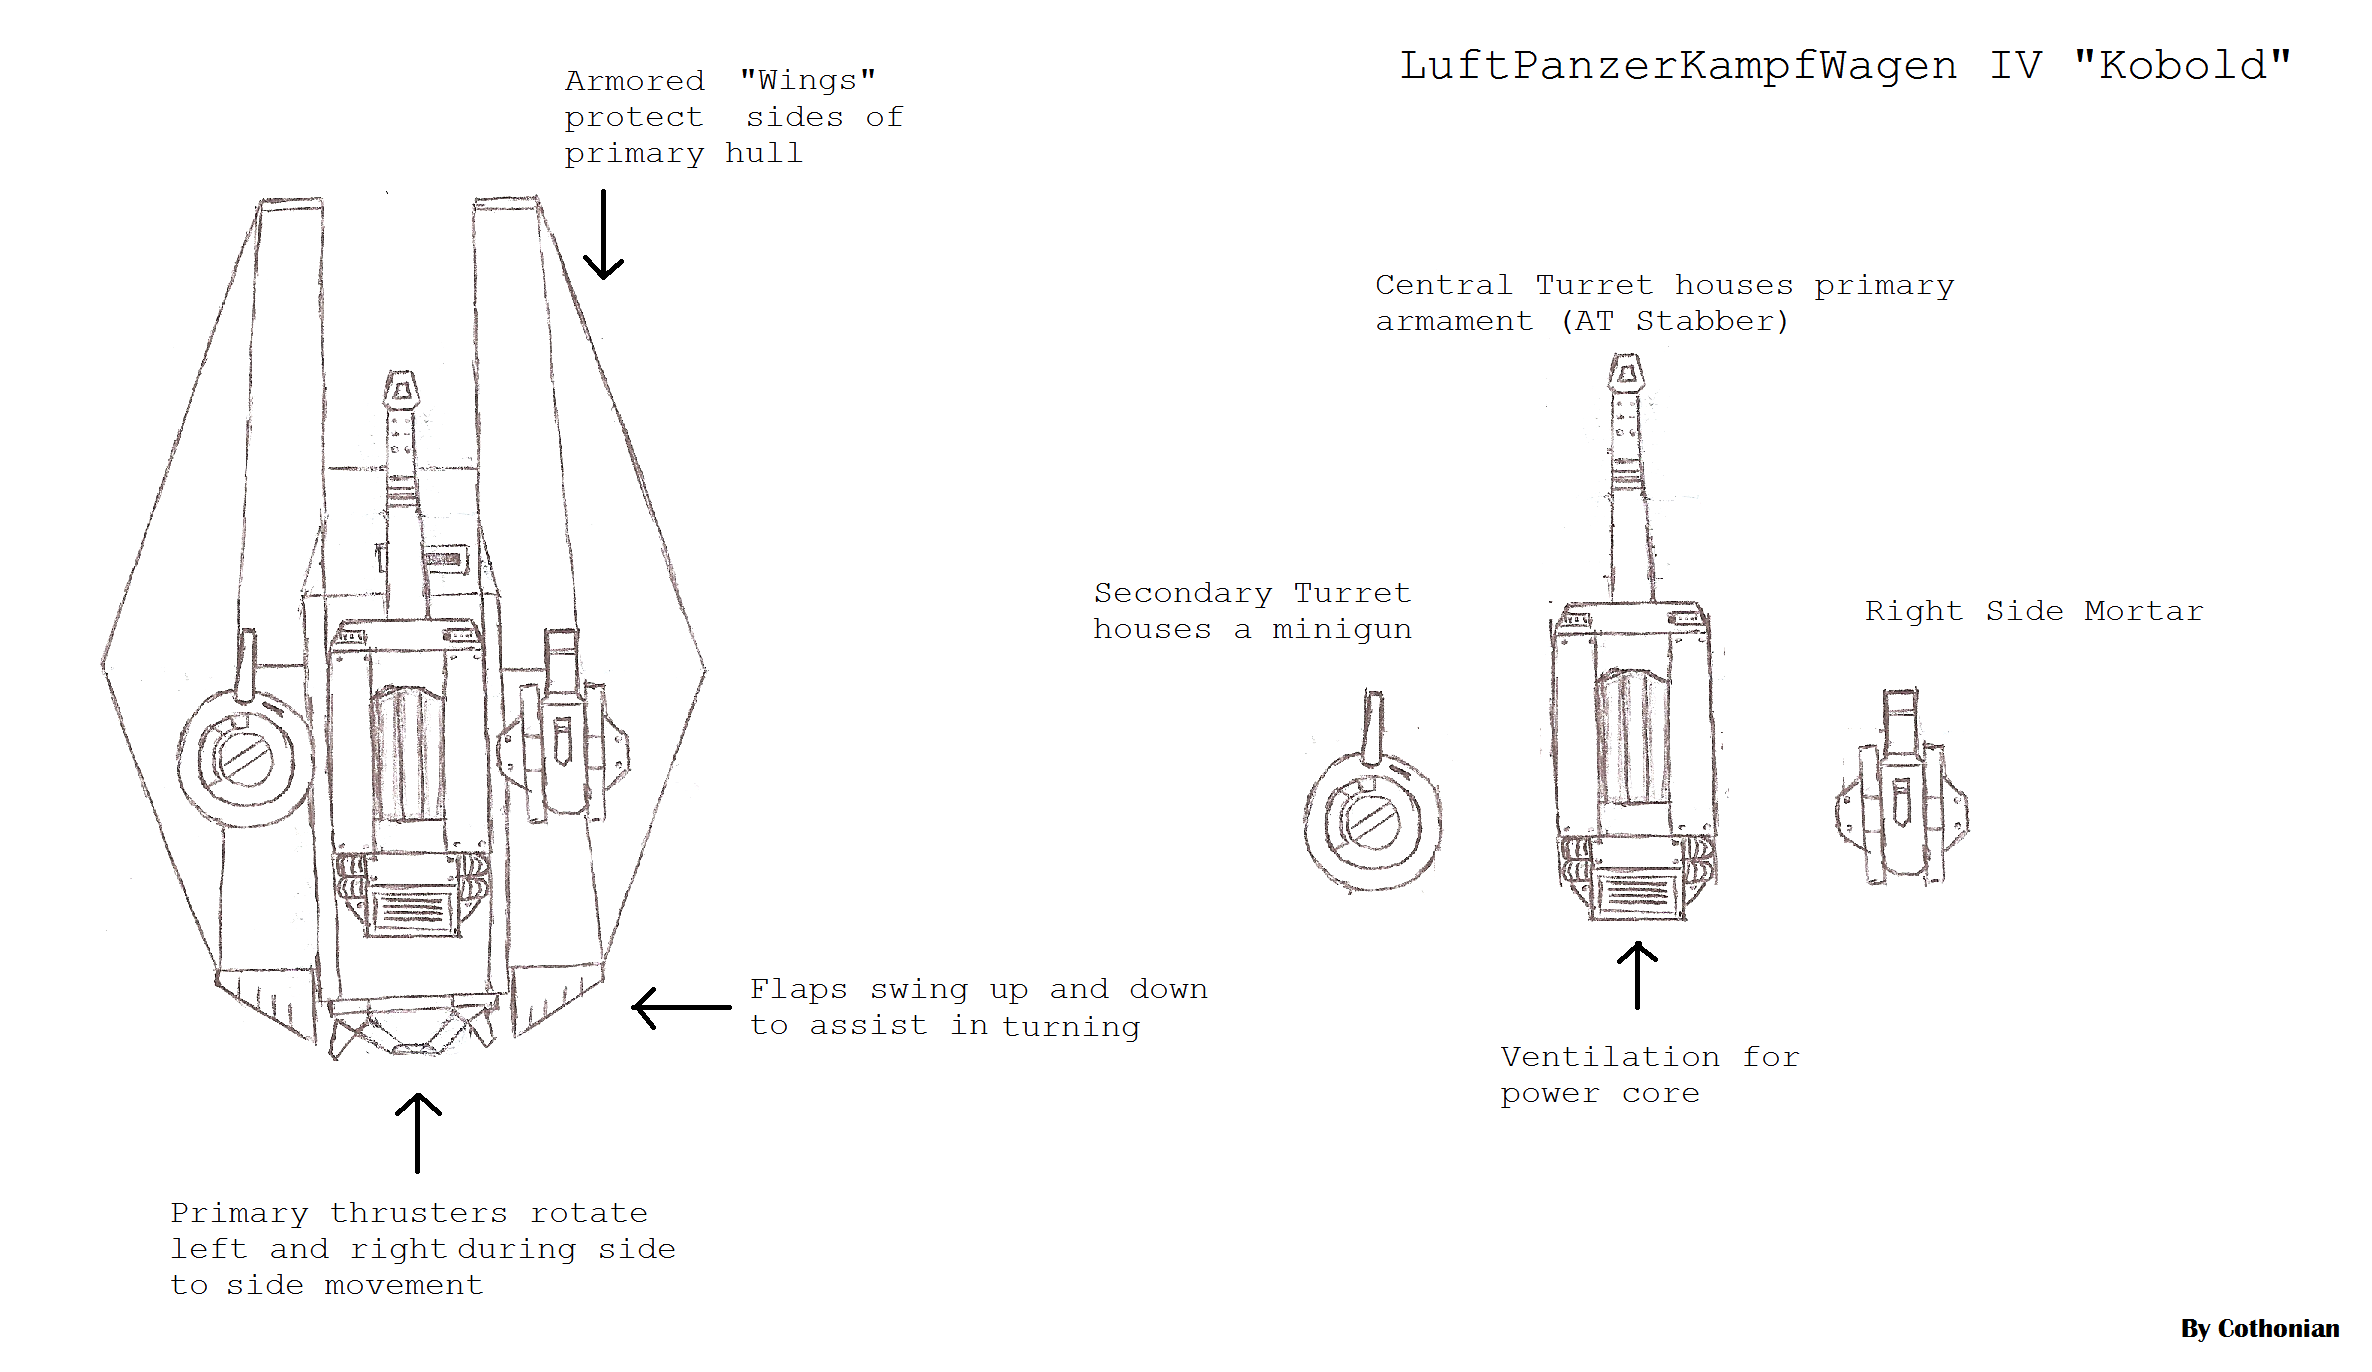 LuftPanzerKampfWagen IV "Kobold"
Armored "Wings"
protect sides of
primary hull
Central Turret houses primary
armament (AT Stabber)
Secondary Turret
houses a minigun
Right Side Mortar
Flaps swing up and down
to assist in turning
Ventilation for
power core
Primary thrusters rotate
left and right during side
to side movement
By Cothonian